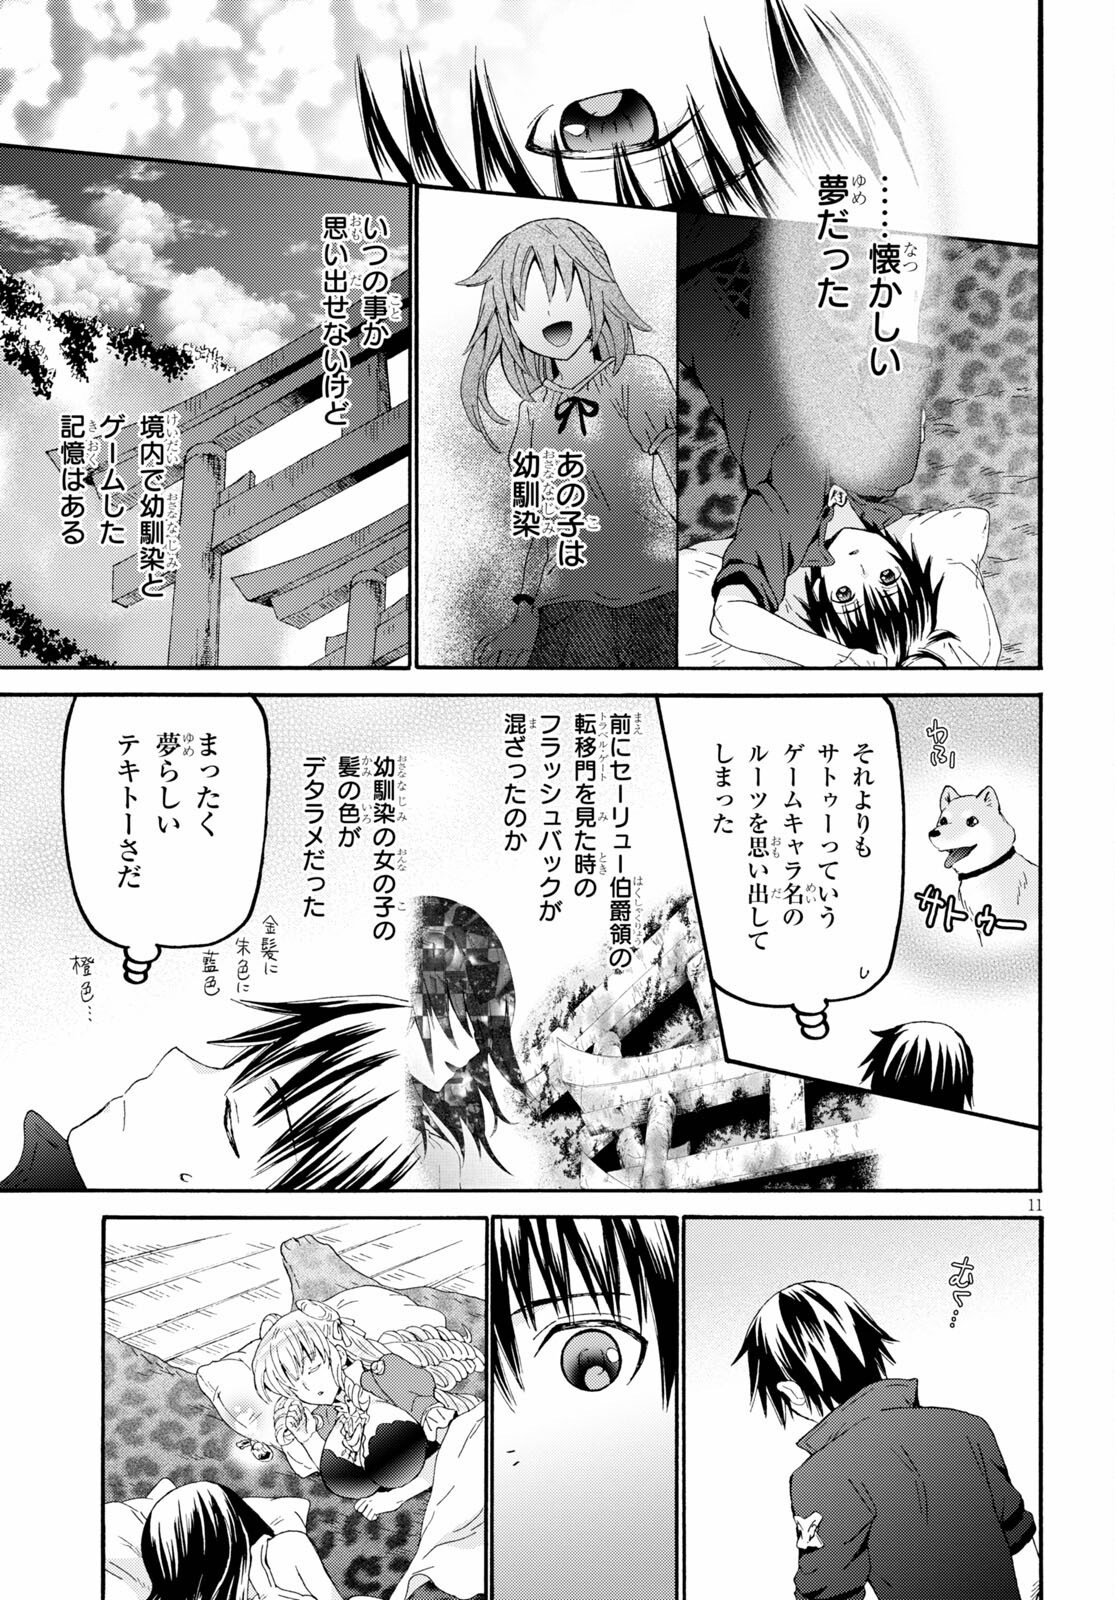 ……懐かしい
夢だった
あの子は
幼馴染
いつの事か
思い出せないけど
境内で幼馴染と
ゲームした
記憶はある
わふっ
サトゥー
それよりも
サトゥーっていう
ゲームキャラ名の
ルーツを思い出して
しまった
前にセーリュー伯爵領の
転移門を見た時の
フラッシュバックが
混ざったのか
幼馴染の女の子の
髪の色が
デタラメだった
まったく
夢らしい
テキトーさだ
金髪に
朱色に
藍色
橙色…
11
むく…